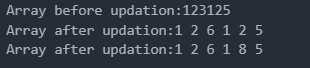 Array before updation:123125
Array after updation:1 2 6 1 2 5
Array after updation:1 2 6 1 8 5